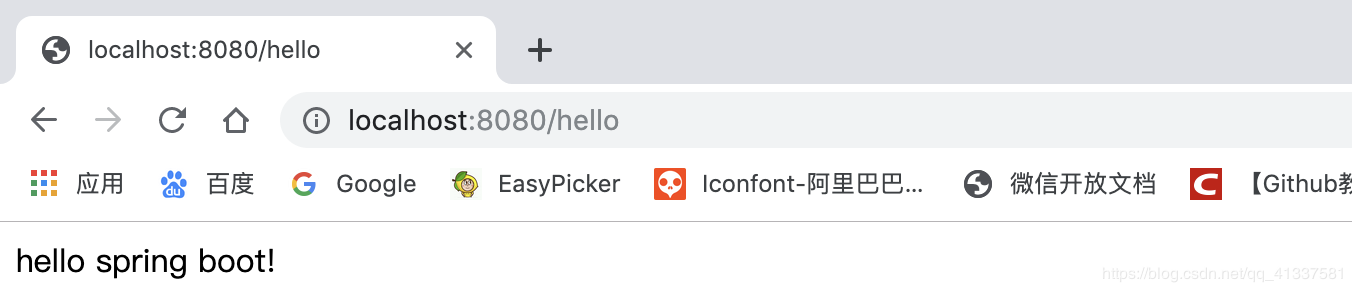 localhost:8080/hello
localhost:8080/hello
应用 百度 Google EasyPicker Iconfont-阿里巴巴... 微信开放文档 【Github教
hello spring boot!
https://blog.csdn.net/qq_41337581